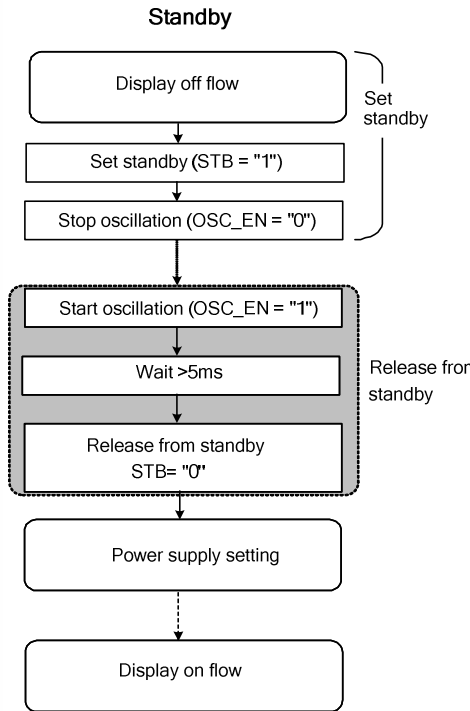 Standby
Display off flow
Set
standby
Set standby (STB = "1")
Stop oscillation (OSC_EN = "0")
Start oscillation (OSC_EN = "1")
Wait >5ms
Release from
standby
Release from standby
STB= "0"
Power supply setting
Display on flow